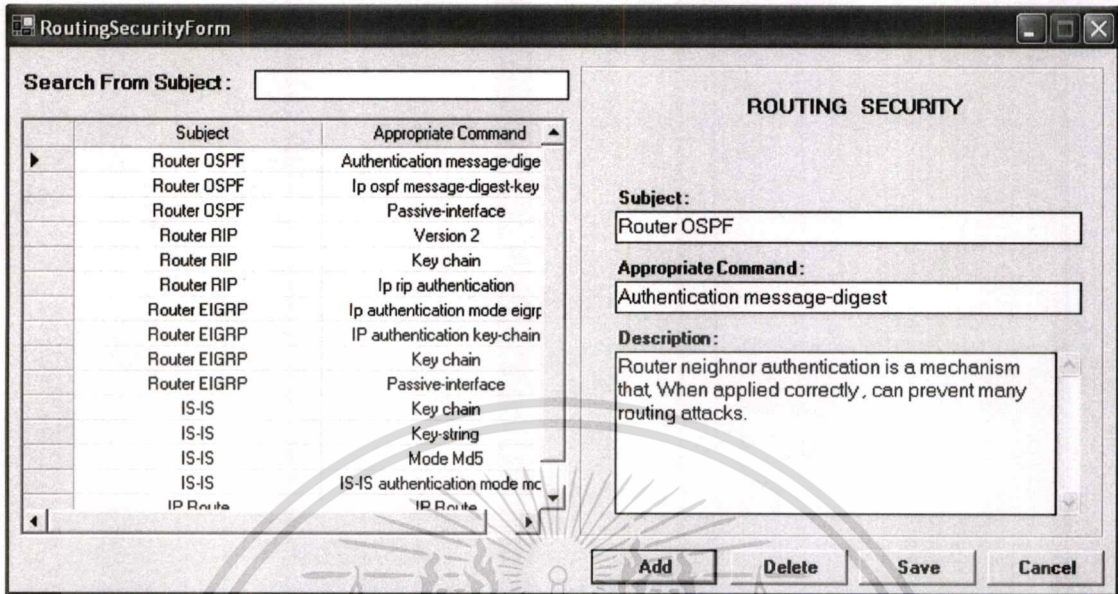 RoutingSecurityForm
Search From Subject :
Subject Appropriate Command
Router OSPF Authentication message-dige
Router OSPF Ip ospf message-digest-key
Router OSPF Passive-interface
Router RIP Version 2
Router RIP Key chain
Router RIP Ip rip authentication
Router EIGRP Ip authentication mode eigrp
Router EIGRP IP authentication key-chain
Router EIGRP Key chain
Router EIGRP Passive-interface
IS-IS Key chain
IS-IS Key-string
IS-IS Mode Md5
IS-IS IS-IS authentication mode mc
IP Route IP Route
ROUTING SECURITY
Subject :
Router OSPF
Appropriate Command :
Authentication message-digest
Description :
Router neighnor authentication is a mechanism
that, When applied correctly , can prevent many
routing attacks.
Add Delete Save Cancel